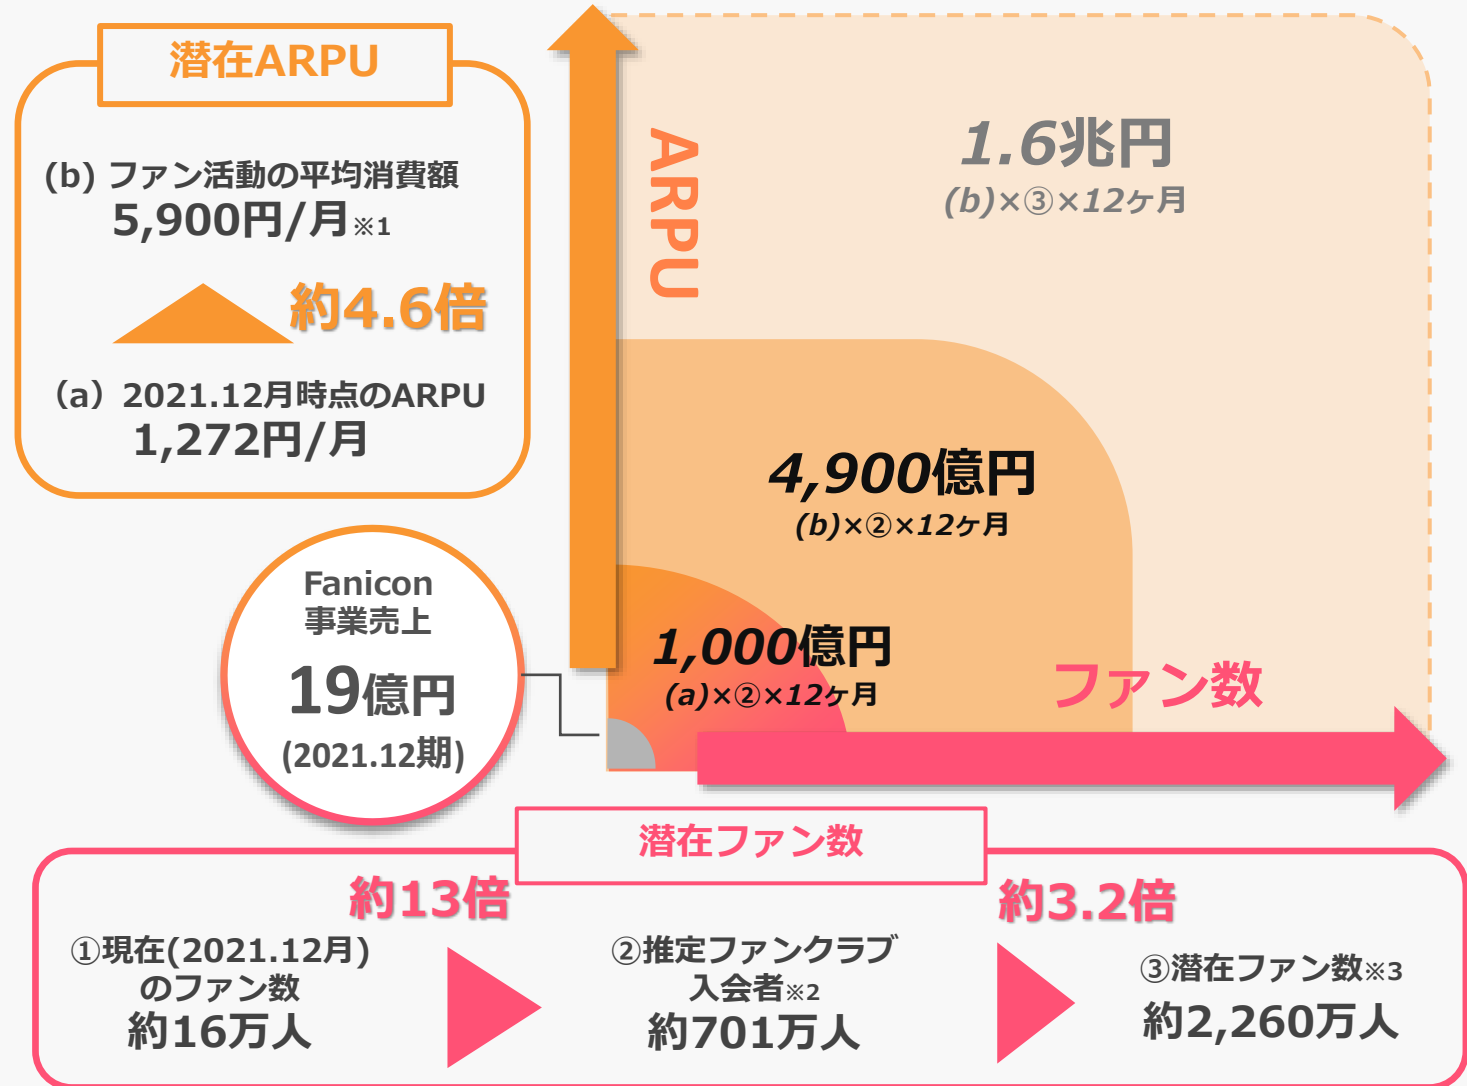 潜在ARPU
(b) ファン活動の平均消費額
5,900円/月※1
約4.6倍
（a）2021.12月時点のARPU
1,272円/月
ARPU
1.6兆円
(b)×③×12ヶ月
4,900億円
(b)×②×12ヶ月
1,000億円
(a)×②×12ヶ月
ファン数
Fanicon
事業売上
19億円
(2021.12期)
潜在ファン数
約13倍
約3.2倍
①現在(2021.12月)
のファン数
約16万人
②推定ファンクラブ
入会者※2
約701万人
③潜在ファン数※3
約2,260万人